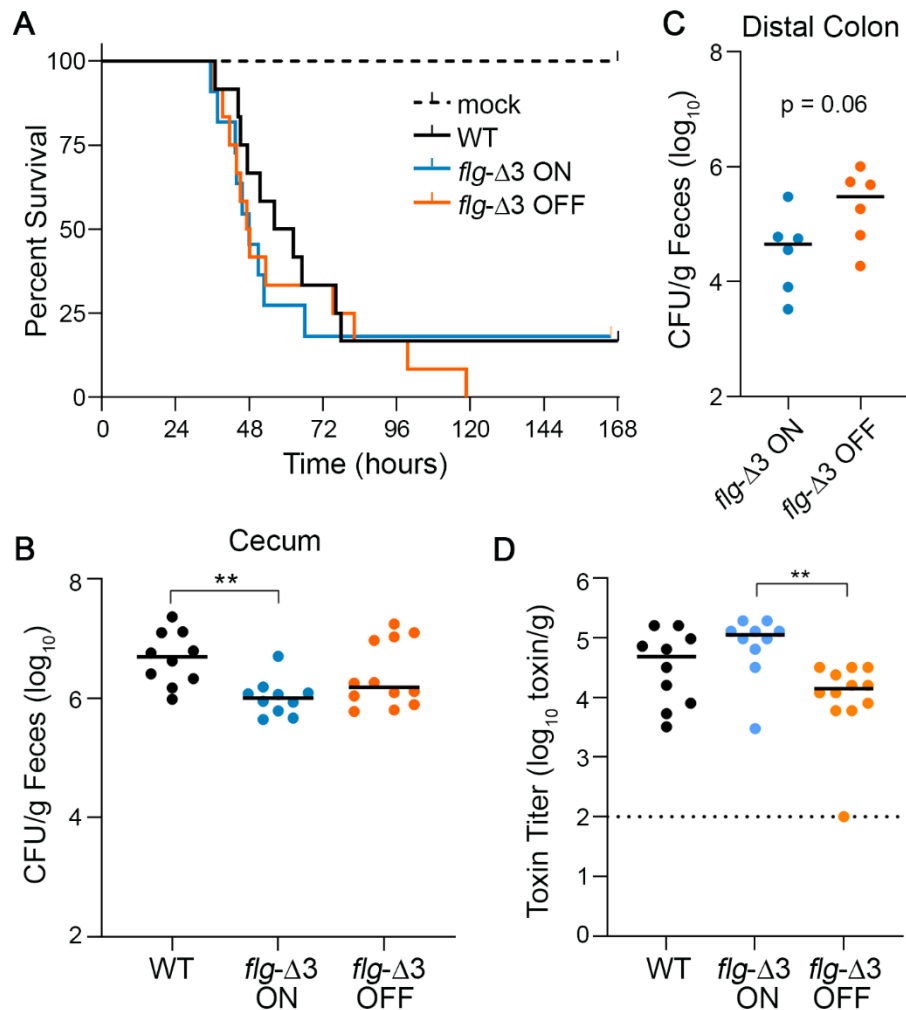 A
Percent Survival
100
75
50
25
0
0 24 48 72 96 120 144 168
Time (hours)
mock
WT
flg-Δ3 ON
flg-Δ3 OFF
C Distal Colon
CFU/g Feces (log10)
8
6
4
2
p = 0.06
flg-Δ3 ON
flg-Δ3 OFF
B
Cecum
CFU/g Feces (log10)
8
6
4
2
**
WT flg-Δ3 flg-Δ3
ON OFF
D
Toxin Titer (log10 toxin/g)
6
5
4
3
2
1
0
**
WT flg-Δ3 flg-Δ3
ON OFF